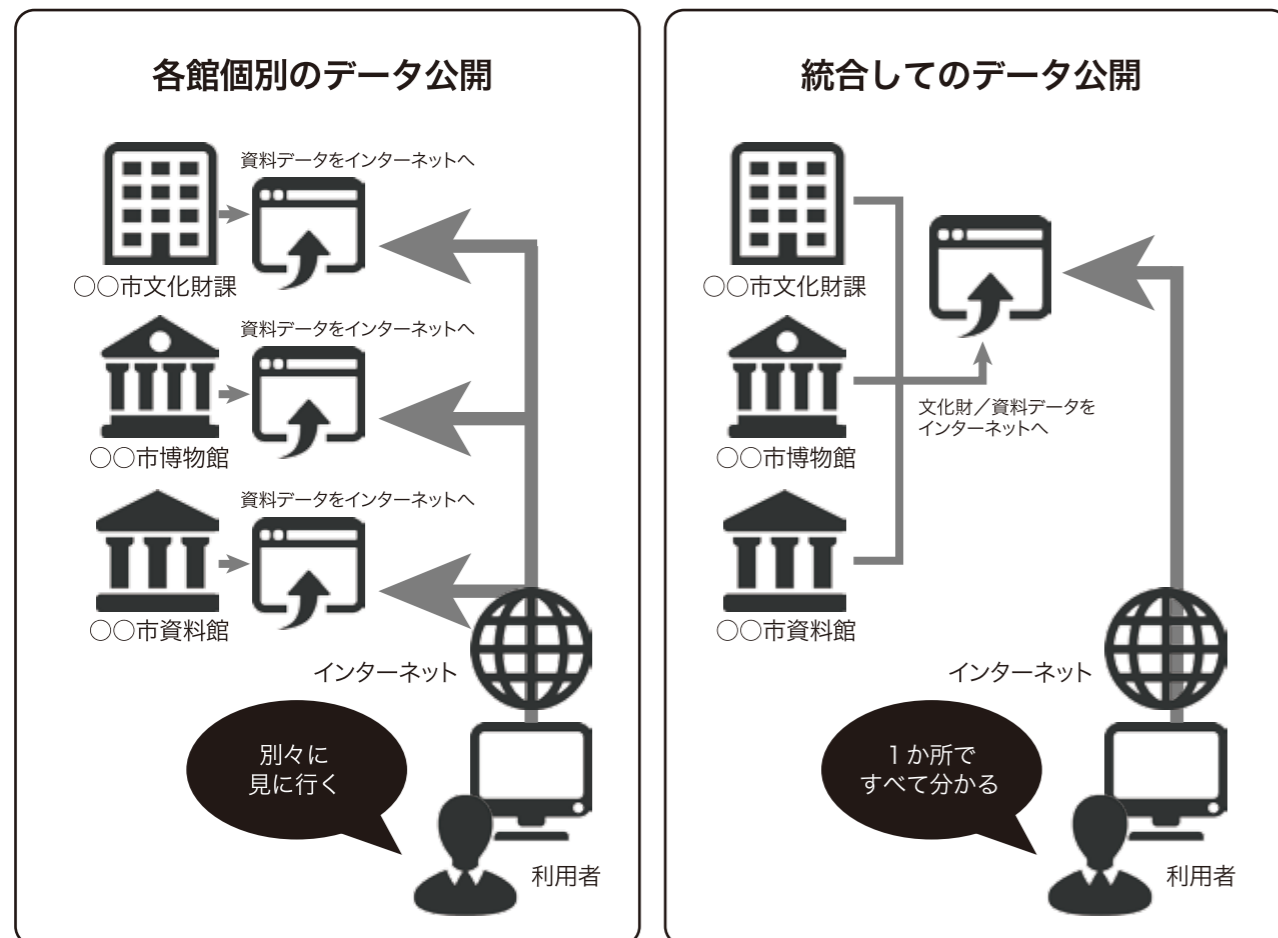 各館個別のデータ公開
資料データをインターネットへ
○○市文化財課
資料データをインターネットへ
○○市博物館
資料データをインターネットへ
○○市資料館
インターネット
別々に
見に行く
利用者
統合してのデータ公開
○○市文化財課
文化財／資料データを
インターネットへ
○○市博物館
○○市資料館
インターネット
1か所で
すべて分かる
利用者